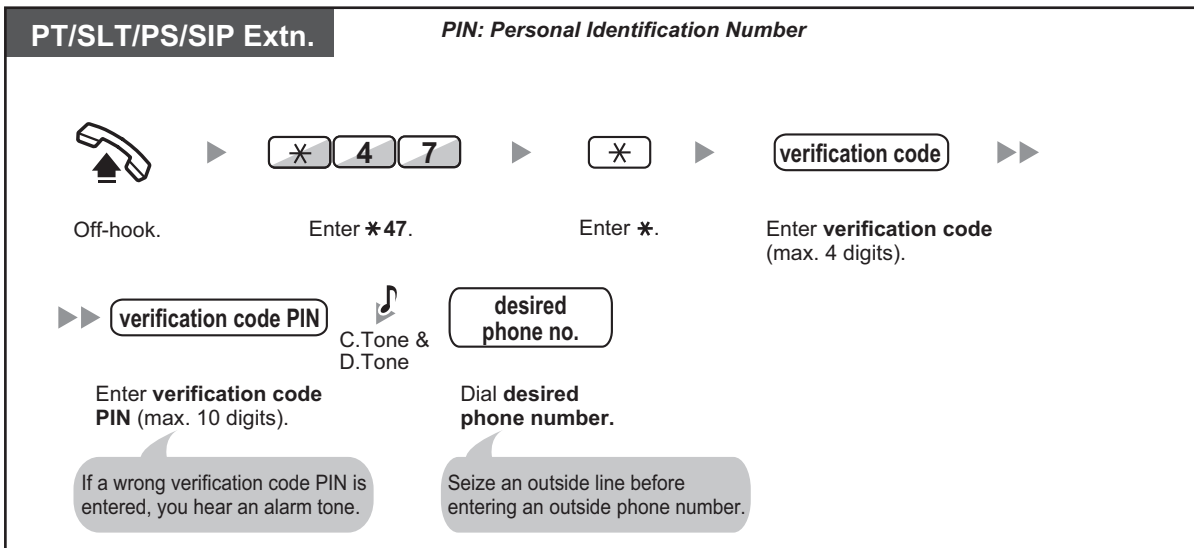 PT/SLT/PS/SIP Extn.
PIN: Personal Identification Number
* 4 7
*
verification code
Off-hook.
Enter *47.
Enter *.
Enter verification code
(max. 4 digits).
verification code PIN
C.Tone &
D.Tone
desired
phone no.
Enter verification code
PIN (max. 10 digits).
Dial desired
phone number.
If a wrong verification code PIN is
entered, you hear an alarm tone.
Seize an outside line before
entering an outside phone number.